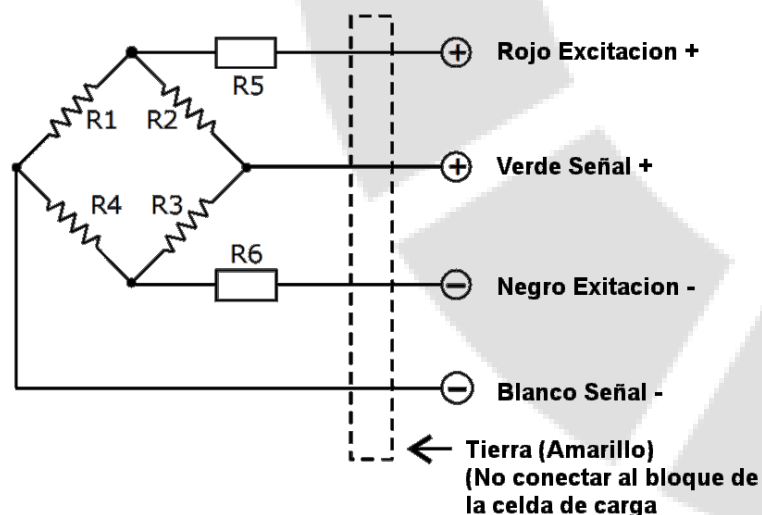 Rojo Excitacion +
R5
R1
R2
Verde Señal +
R4
R3
R6
Negro Exitacion -
Blanco Señal -
Tierra (Amarillo)
(No conectar al bloque de
la celda de carga